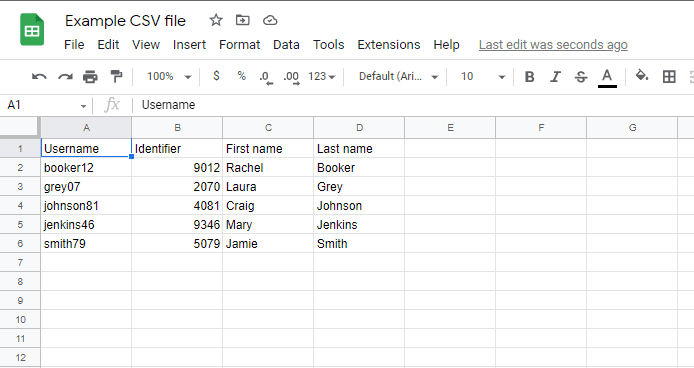 Example CSV file
File Edit View Insert Format Data Tools Extensions Help Last edit was seconds ago
100% $ % .0 .00 123 Default (Ari... 10 B I S A
A1 fx Username
A B C D E F G
1 Username Identifier First name Last name
2 booker12 9012 Rachel Booker
3 grey07 2070 Laura Grey
4 johnson81 4081 Craig Johnson
5 jenkins46 9346 Mary Jenkins
6 smith79 5079 Jamie Smith
7
8
9
10
11
12